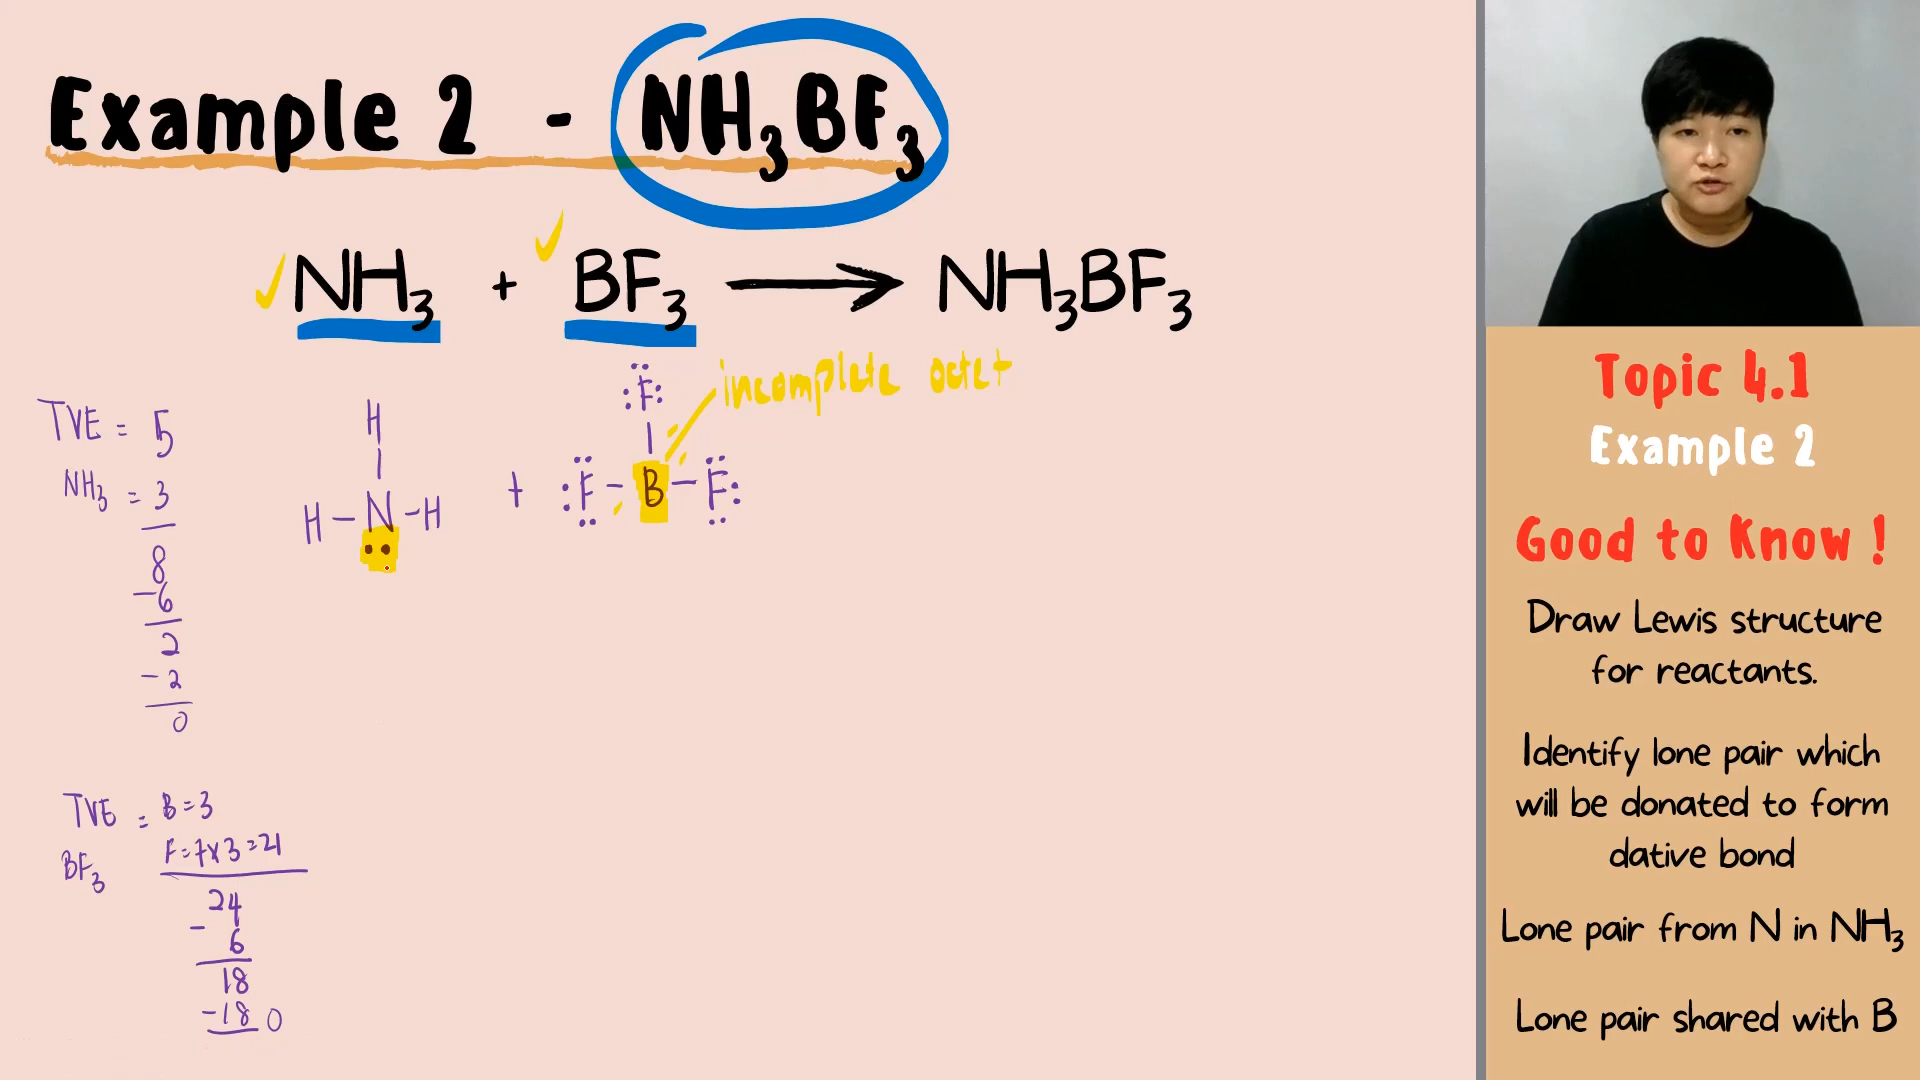 Example 2 - NH₃BF₃
✓NH₃ + ✓BF₃ ⟶ NH₃BF₃
incomplete octet
TVE = 5
NH₃ = 3
8
-6
2
-2
0
H
H-N-H
+
F
F-B-F
TVE = B=3
BF₃
F=7x3=21
24
- 6
18
-18 0
Topic 4.1
Example 2
Good to Know !
Draw Lewis structure
for reactants.
Identify lone pair which
will be donated to form
dative bond
Lone pair from N in NH₃
Lone pair shared with B